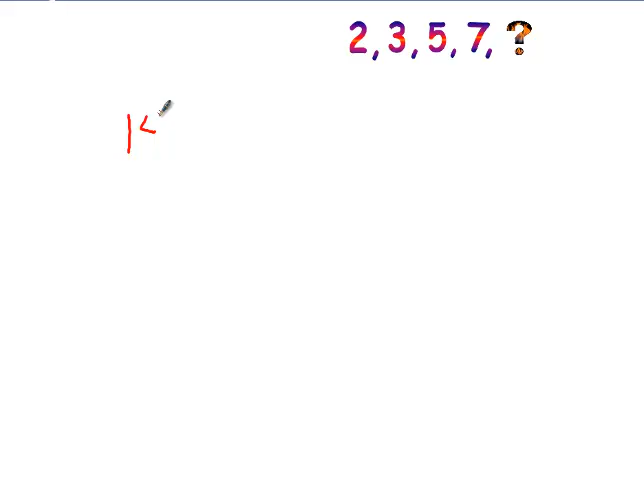 2, 3, 5, 7, ?